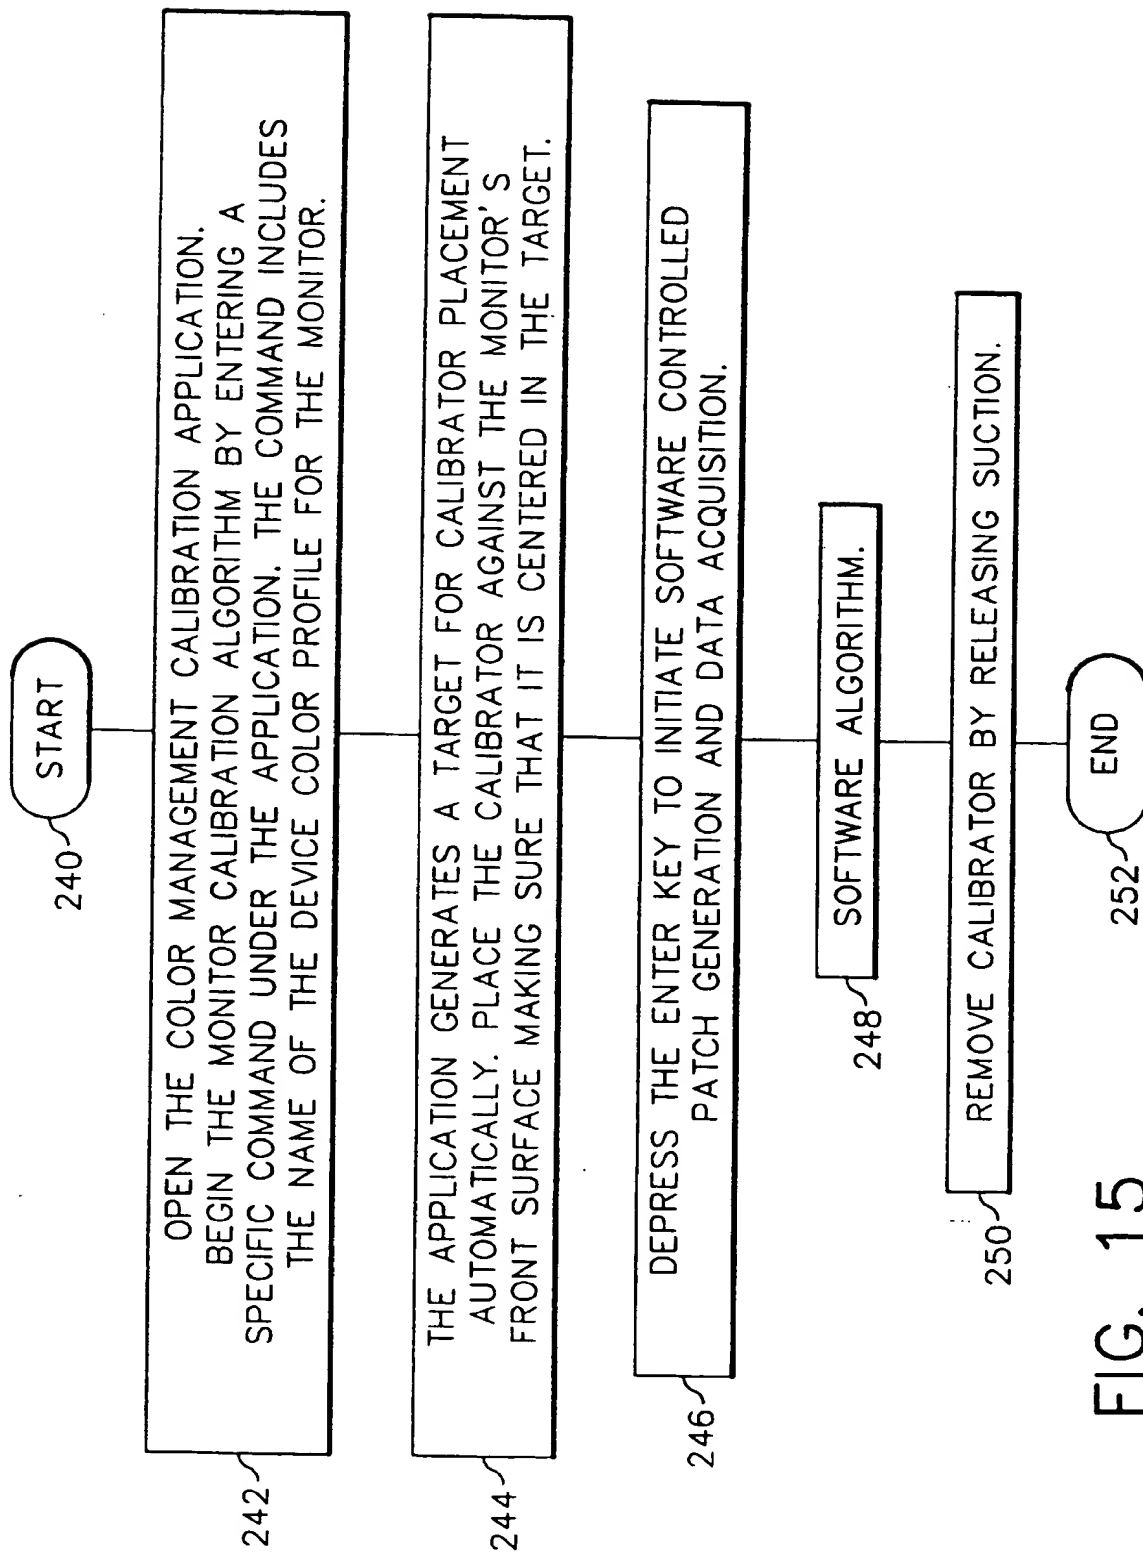 START
240
OPEN THE COLOR MANAGEMENT CALIBRATION APPLICATION.
BEGIN THE MONITOR CALIBRATION ALGORITHM BY ENTERING A
SPECIFIC COMMAND UNDER THE APPLICATION. THE COMMAND INCLUDES
THE NAME OF THE DEVICE COLOR PROFILE FOR THE MONITOR.
242
THE APPLICATION GENERATES A TARGET FOR CALIBRATOR PLACEMENT
AUTOMATICALLY. PLACE THE CALIBRATOR AGAINST THE MONITOR'S
FRONT SURFACE MAKING SURE THAT IT IS CENTERED IN THE TARGET.
244
DEPRESS THE ENTER KEY TO INITIATE SOFTWARE CONTROLLED
PATCH GENERATION AND DATA ACQUISITION.
246
SOFTWARE ALGORITHM.
248
REMOVE CALIBRATOR BY RELEASING SUCTION.
250
END
252
FIG. 15